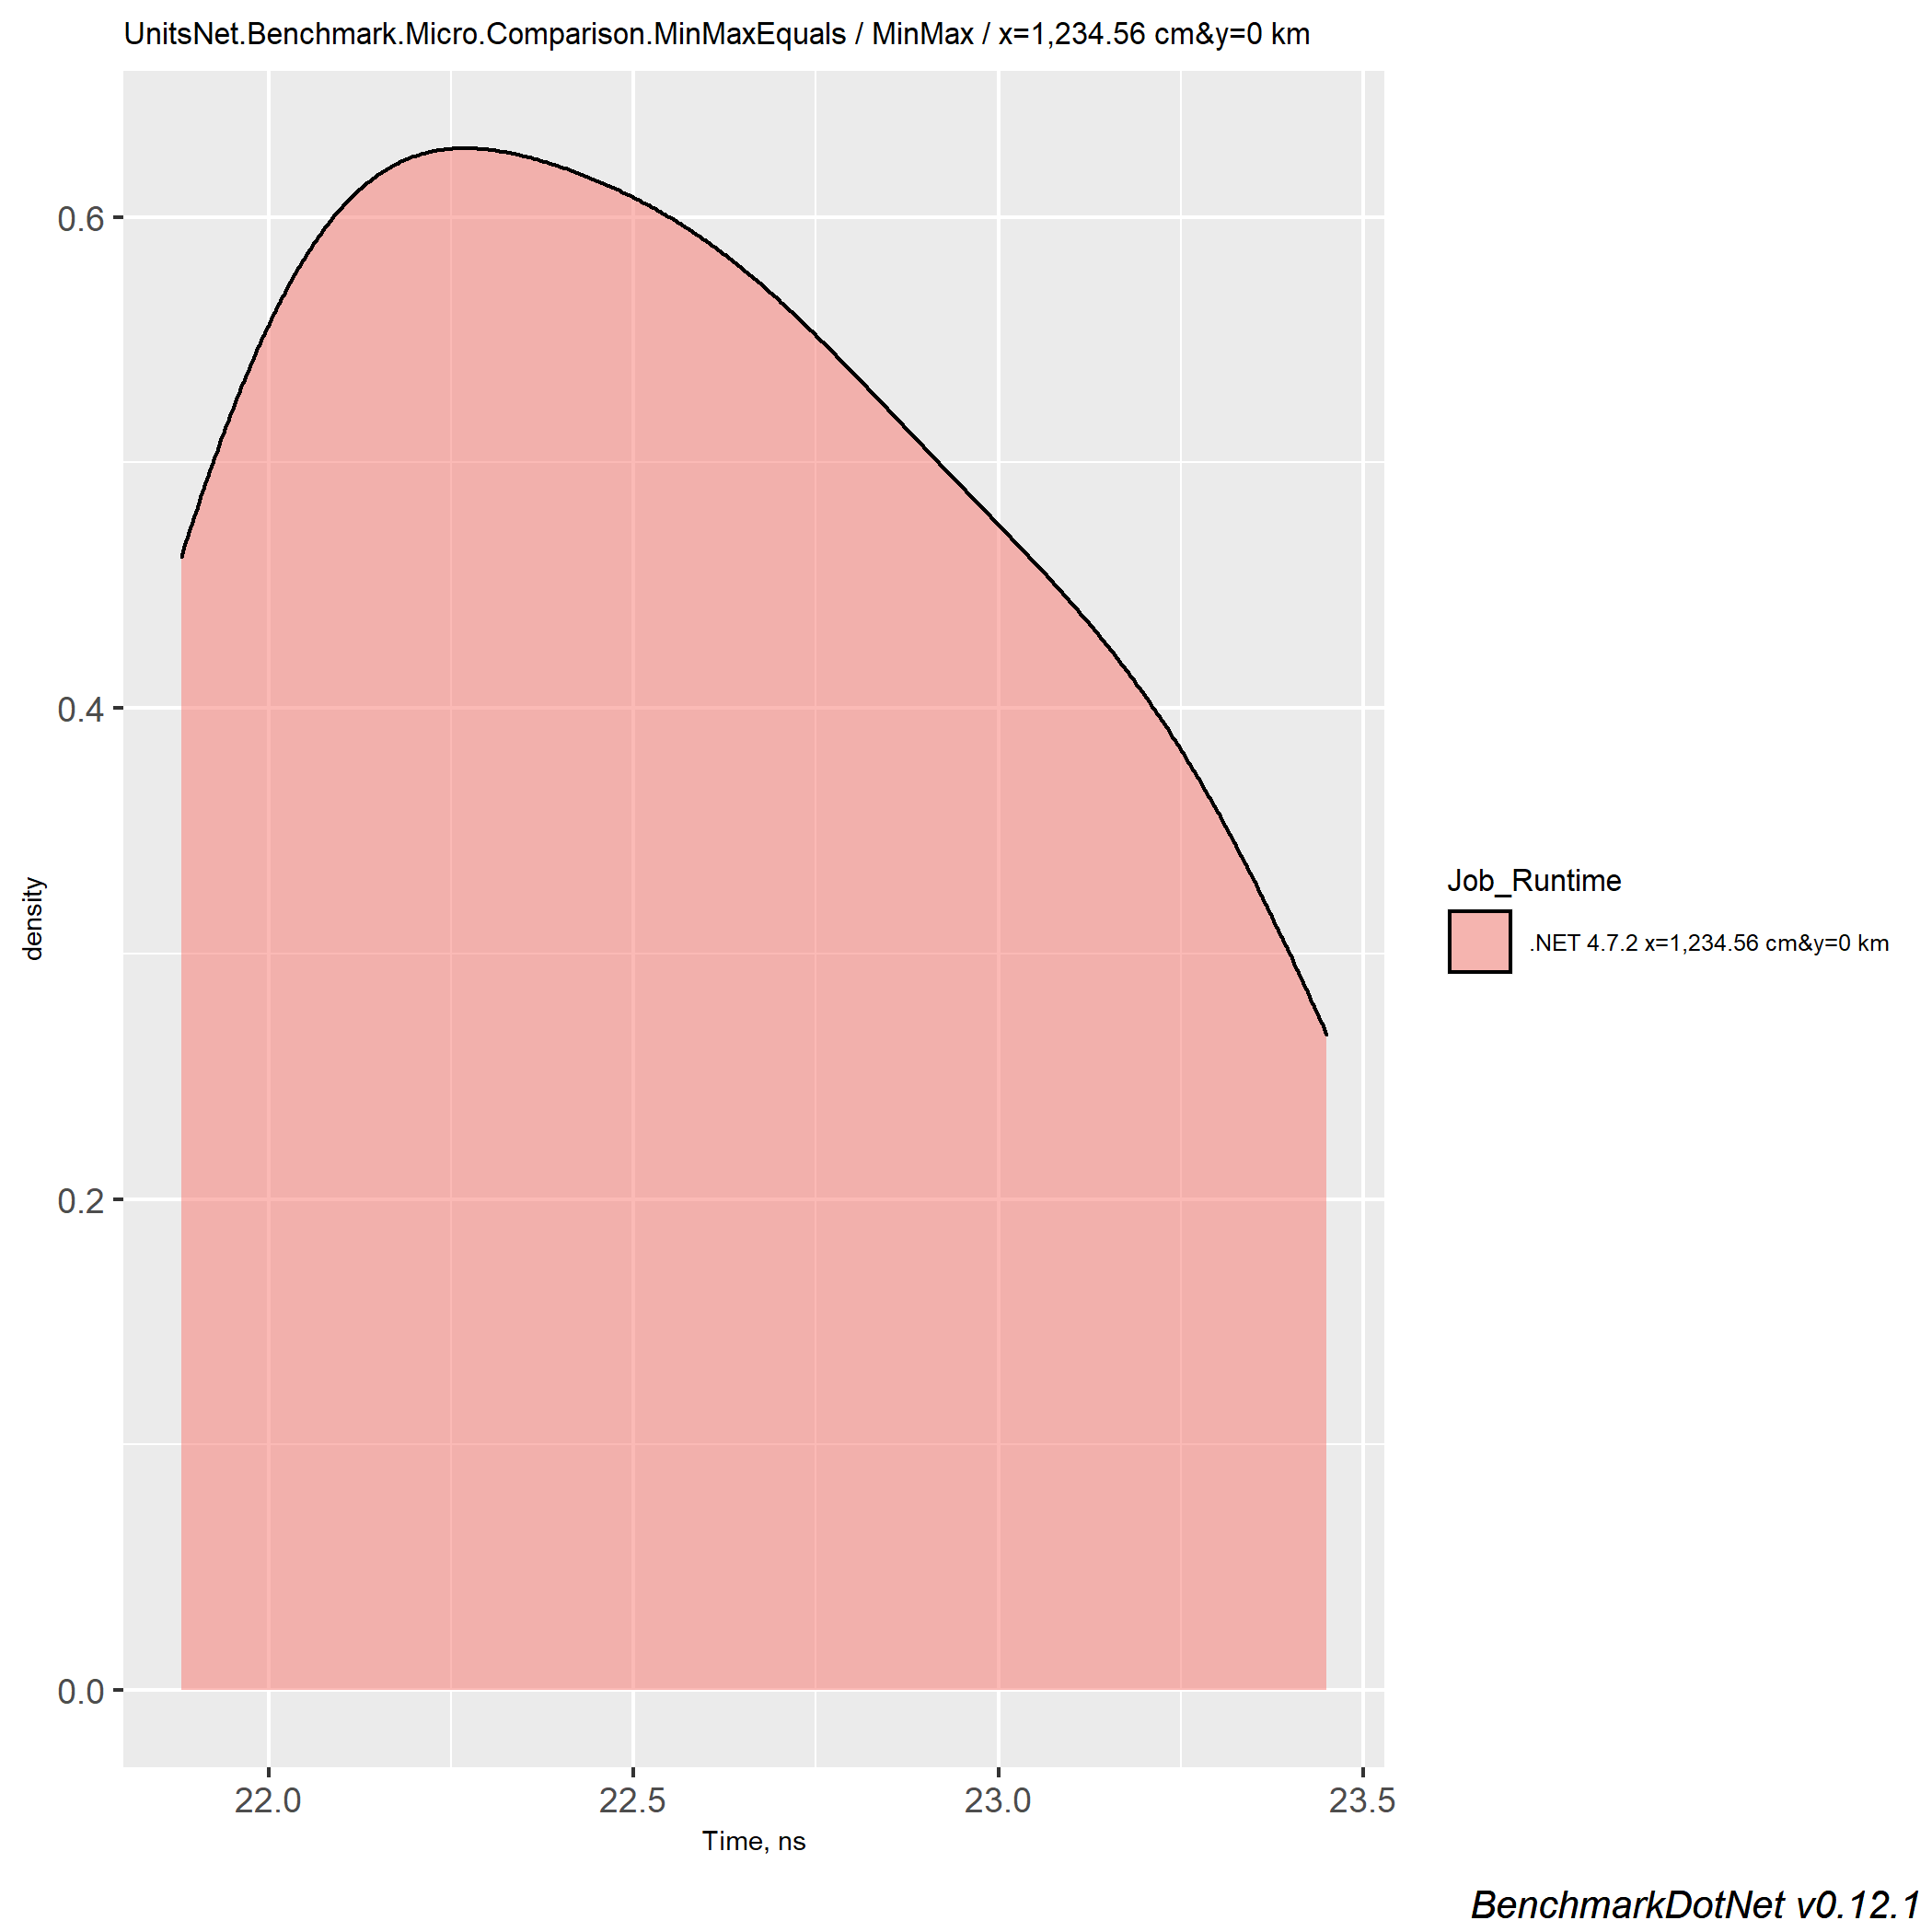 UnitsNet.Benchmark.Micro.Comparison.MinMaxEquals / MinMax / x=1,234.56 cm&y=0 km
0.6
0.4
0.2
0.0
density
22.0 22.5 23.0 23.5
Time, ns
Job_Runtime
.NET 4.7.2 x=1,234.56 cm&y=0 km
BenchmarkDotNet v0.12.1